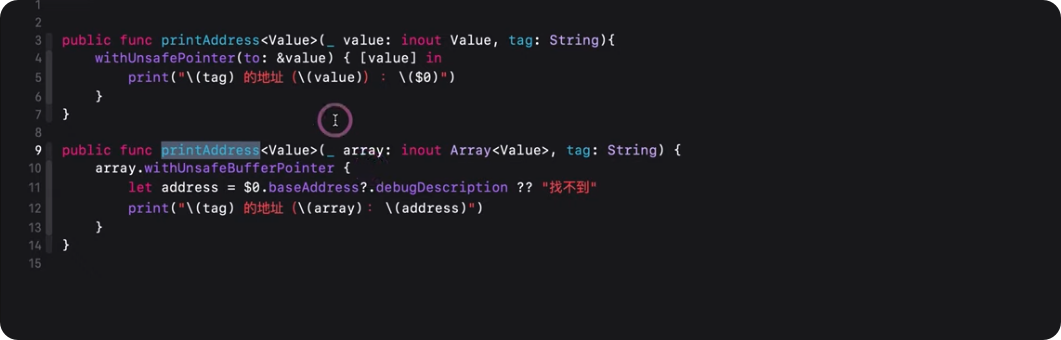 1
2
3 public func printAddress<Value>(_ value: inout Value, tag: String){
4     withUnsafePointer(to: &value) { [value] in
5         print("\(tag) 的地址 (\(value)) : \($0)")
6     }
7 }
8
9 public func printAddress<Value>(_ array: inout Array<Value>, tag: String) {
10     array.withUnsafeBufferPointer {
11         let address = $0.baseAddress?.debugDescription ?? "找不到"
12         print("\(tag) 的地址 (\(array): \(address)")
13     }
14 }
15